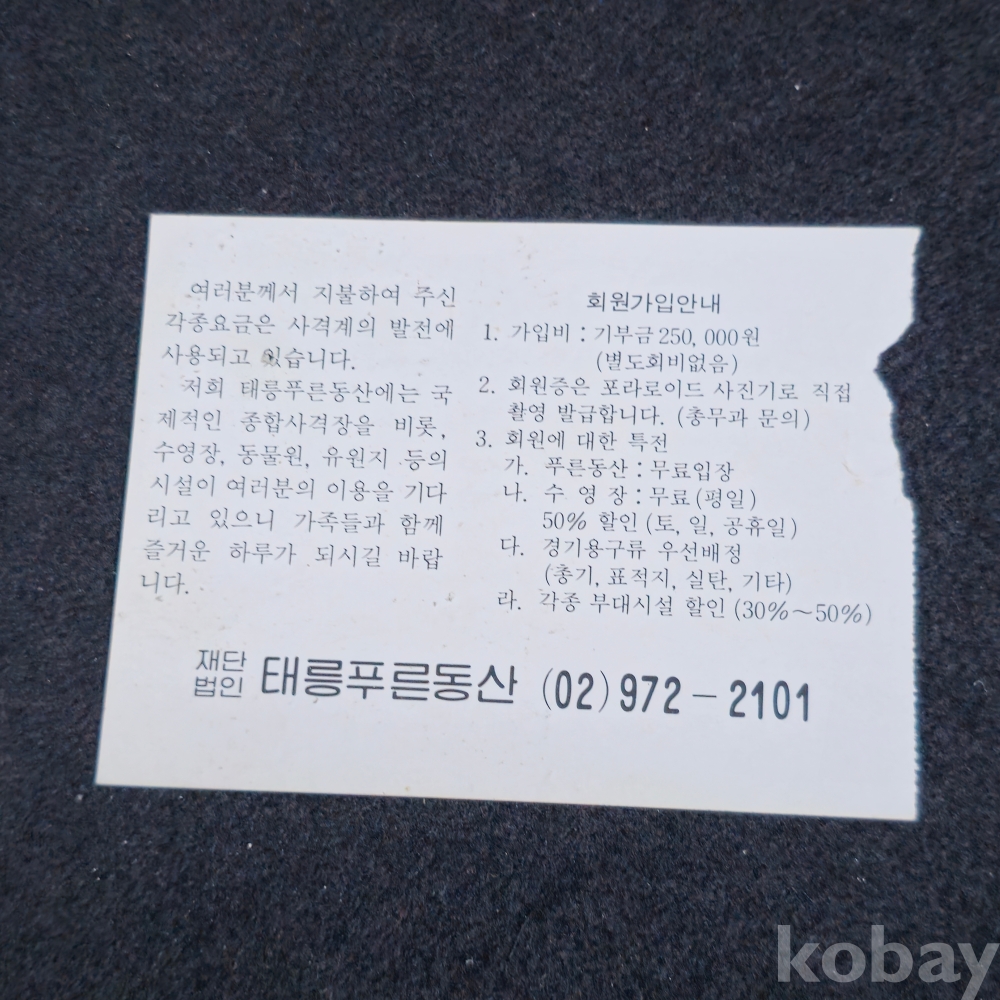 여러분께서 지불하여 주신
각종요금은 사격계의 발전에
사용되고 있습니다.
저희 태릉푸른동산에는 국
제적인 종합사격장을 비롯,
수영장, 동물원, 유원지 등의
시설이 여러분의 이용을 기다
리고 있으니 가족들과 함께
즐거운 하루가 되시길 바랍
니다.
회원가입안내
1. 가입비 : 기부금 250,000원
(별도회비없음)
2. 회원증은 포라로이드 사진기로 직접
촬영 발급합니다. (총무과 문의)
3. 회원에 대한 특전
가. 푸른동산 : 무료입장
나. 수 영 장 : 무료 (평일)
50% 할인 (토, 일, 공휴일)
다. 경기용구류 우선배정
(총기, 표적지, 실탄, 기타)
라. 각종 부대시설 할인 (30%~50%)
재단법인 태릉푸른동산 (02) 972-2101
kobay